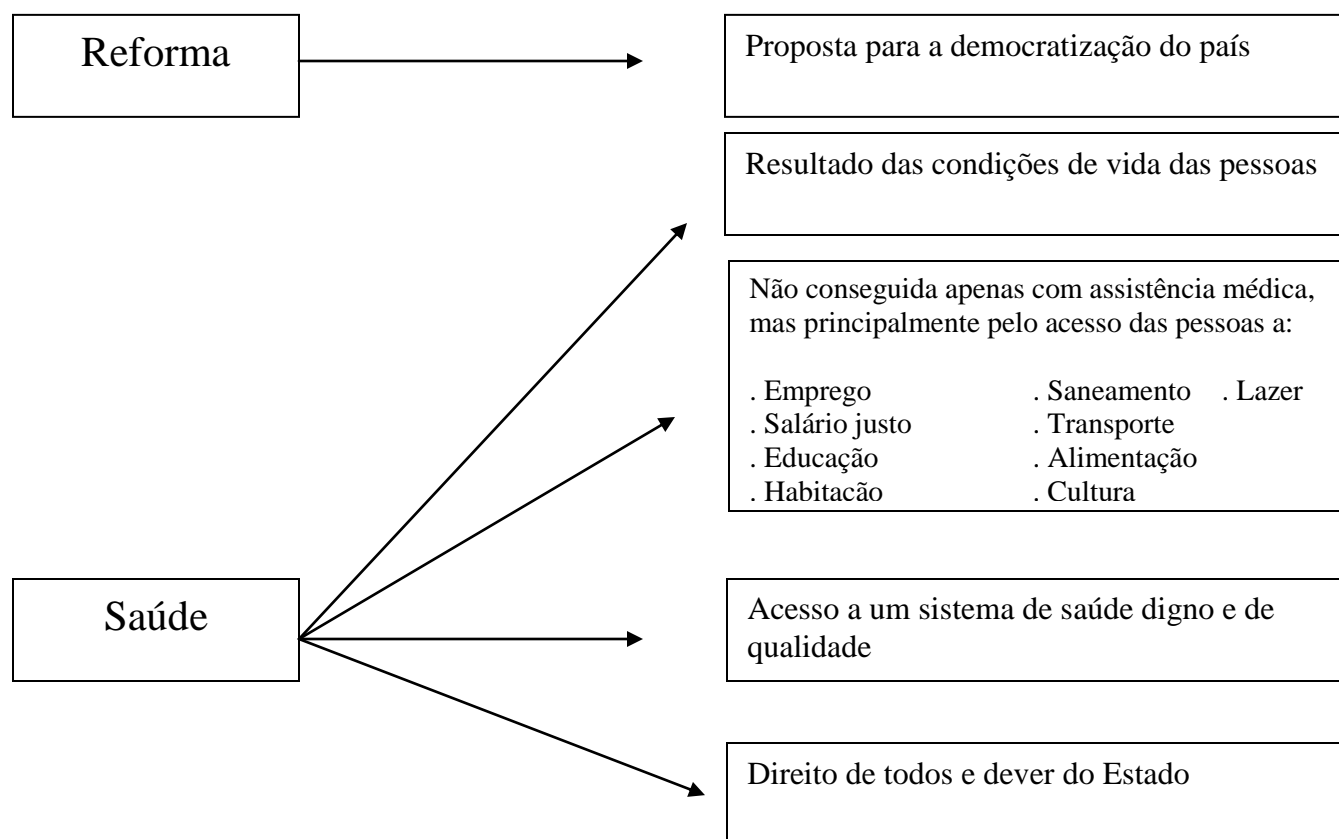 Reforma
Proposta para a democratização do país
Resultado das condições de vida das pessoas
Não conseguida apenas com assistência médica,
mas principalmente pelo acesso das pessoas a:
. Emprego . Saneamento . Lazer
. Salário justo . Transporte
. Educação . Alimentação
. Habitacão . Cultura
Saúde
Acesso a um sistema de saúde digno e de
qualidade
Direito de todos e dever do Estado